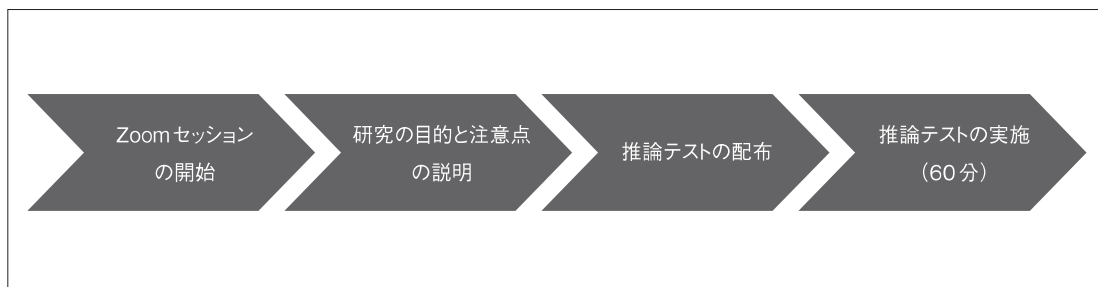 Zoomセッション
の開始
研究の目的と注意点
の説明
推論テストの配布
推論テストの実施
(60分)